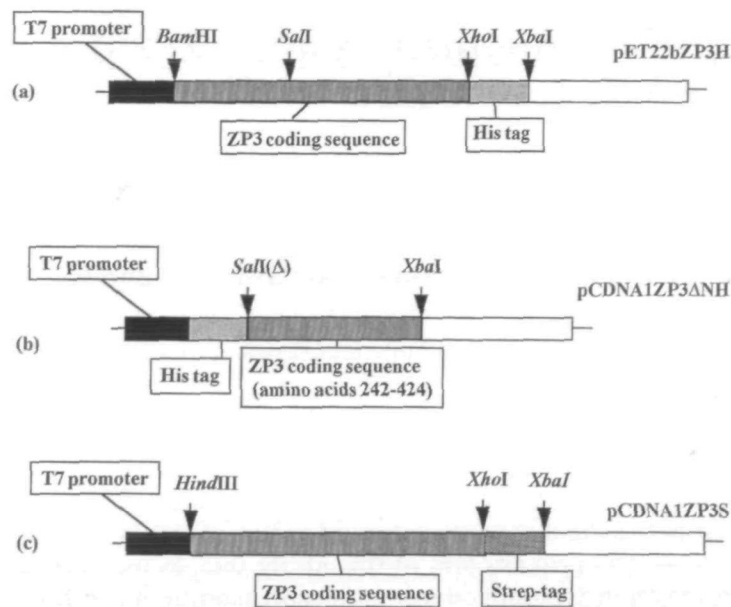 T7 promoter
BamHI SalI XhoI XbaI
pET22bZP3H
(a)
ZP3 coding sequence
His tag
T7 promoter
SalI(Δ) XbaI
pCDNA1ZP3ΔNH
(b)
His tag
ZP3 coding sequence
(amino acids 242-424)
T7 promoter
HindIII XhoI XbaI
pCDNA1ZP3S
(c)
ZP3 coding sequence
Strep-tag